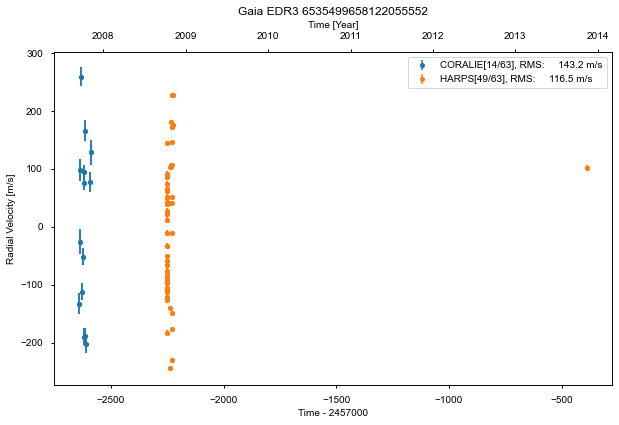 Gaia EDR3 6535499658122055552
Time [Year]
2008 2009 2010 2011 2012 2013 2014
CORALIE[14/63], RMS: 143.2 m/s
HARPS[49/63], RMS: 116.5 m/s
Radial Velocity [m/s]
300
200
100
0
−100
−200
−2500 −2000 −1500 −1000 −500
Time - 2457000